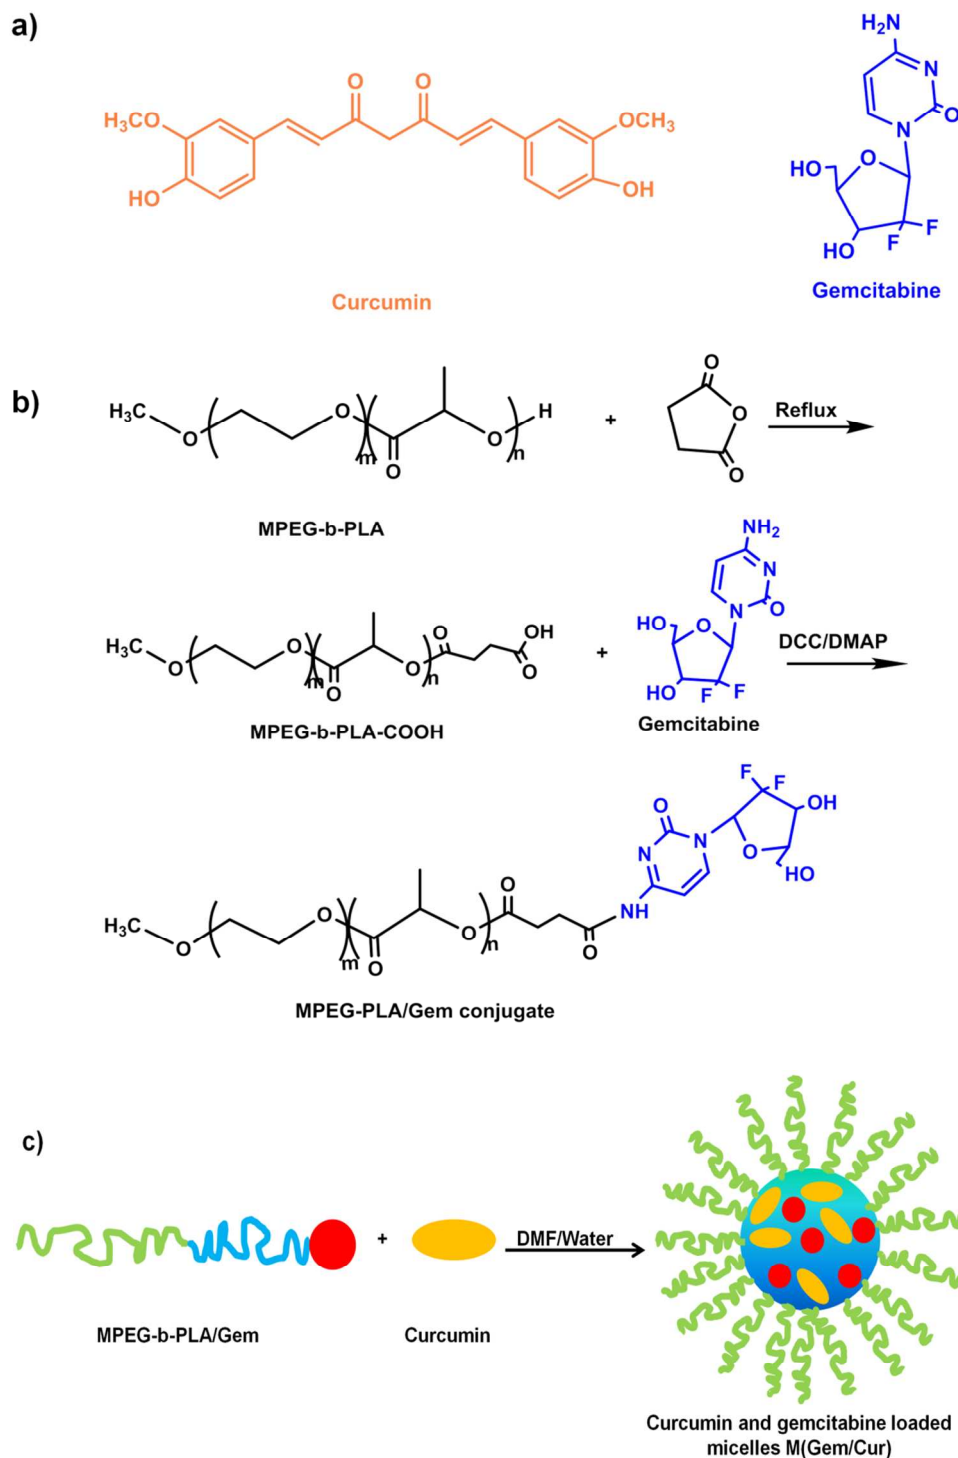 a)
H₃CO
O
O
OCH₃
HO
OH
Curcumin
H₂N
N
N
O
HO
O
HO
F
F
Gemcitabine
b)
H₃C
O
O
m
O
O
n
H
MPEG-b-PLA
+
O
O
O
Reflux
H₃C
O
O
m
O
O
n
O
OH
O
MPEG-b-PLA-COOH
+
NH₂
N
N
O
HO
O
HO
F
F
Gemcitabine
DCC/DMAP
H₃C
O
O
m
O
O
n
O
O
NH
N
O
N
F
F
OH
O
HO
MPEG-PLA/Gem conjugate
c)
MPEG-b-PLA/Gem
+
Curcumin
DMF/Water
Curcumin and gemcitabine loaded
micelles M(Gem/Cur)